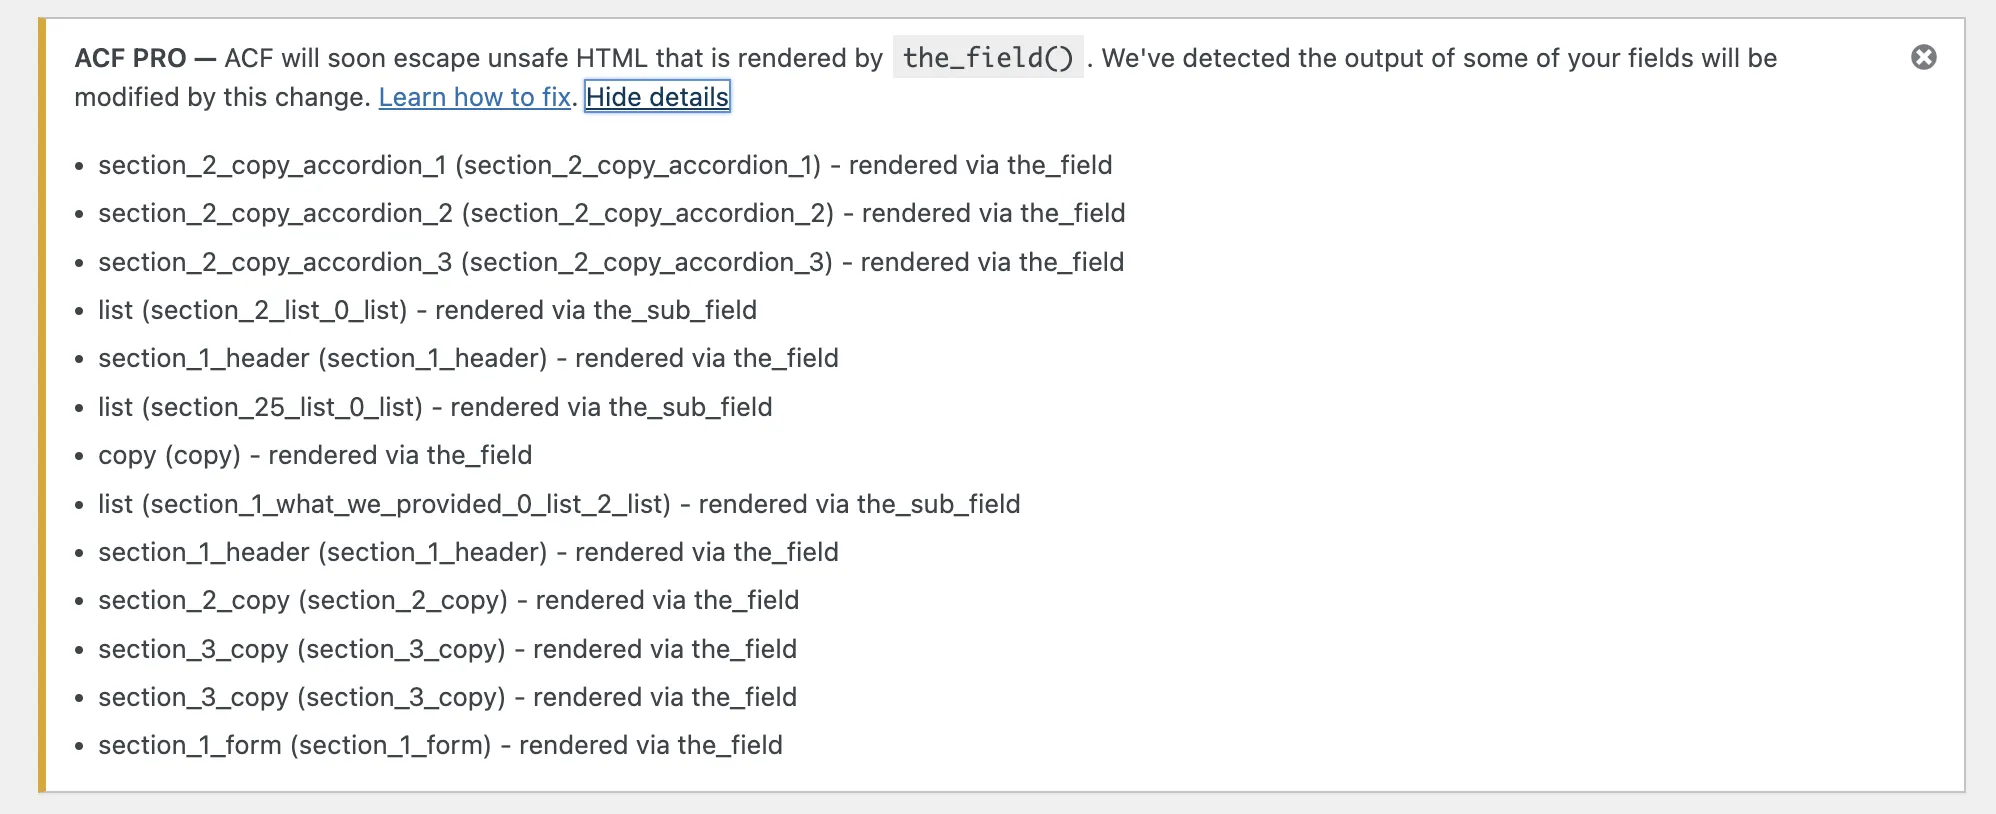 ACF PRO — ACF will soon escape unsafe HTML that is rendered by the_field() . We've detected the output of some of your fields will be
modified by this change. Learn how to fix. Hide details
• section_2_copy_accordion_1 (section_2_copy_accordion_1) - rendered via the_field
• section_2_copy_accordion_2 (section_2_copy_accordion_2) - rendered via the_field
• section_2_copy_accordion_3 (section_2_copy_accordion_3) - rendered via the_field
• list (section_2_list_0_list) - rendered via the_sub_field
• section_1_header (section_1_header) - rendered via the_field
• list (section_25_list_0_list) - rendered via the_sub_field
• copy (copy) - rendered via the_field
• list (section_1_what_we_provided_0_list_2_list) - rendered via the_sub_field
• section_1_header (section_1_header) - rendered via the_field
• section_2_copy (section_2_copy) - rendered via the_field
• section_3_copy (section_3_copy) - rendered via the_field
• section_3_copy (section_3_copy) - rendered via the_field
• section_1_form (section_1_form) - rendered via the_field